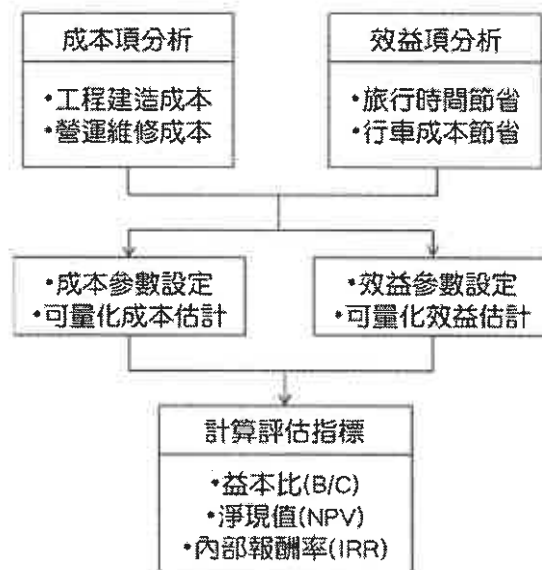 成本項分析
•工程建造成本
•營運維修成本
效益項分析
•旅行時間節省
•行車成本節省
•成本參數設定
•可量化成本估計
•效益參數設定
•可量化效益估計
計算評估指標
•益本比(B/C)
•淨現值(NPV)
•內部報酬率(IRR)